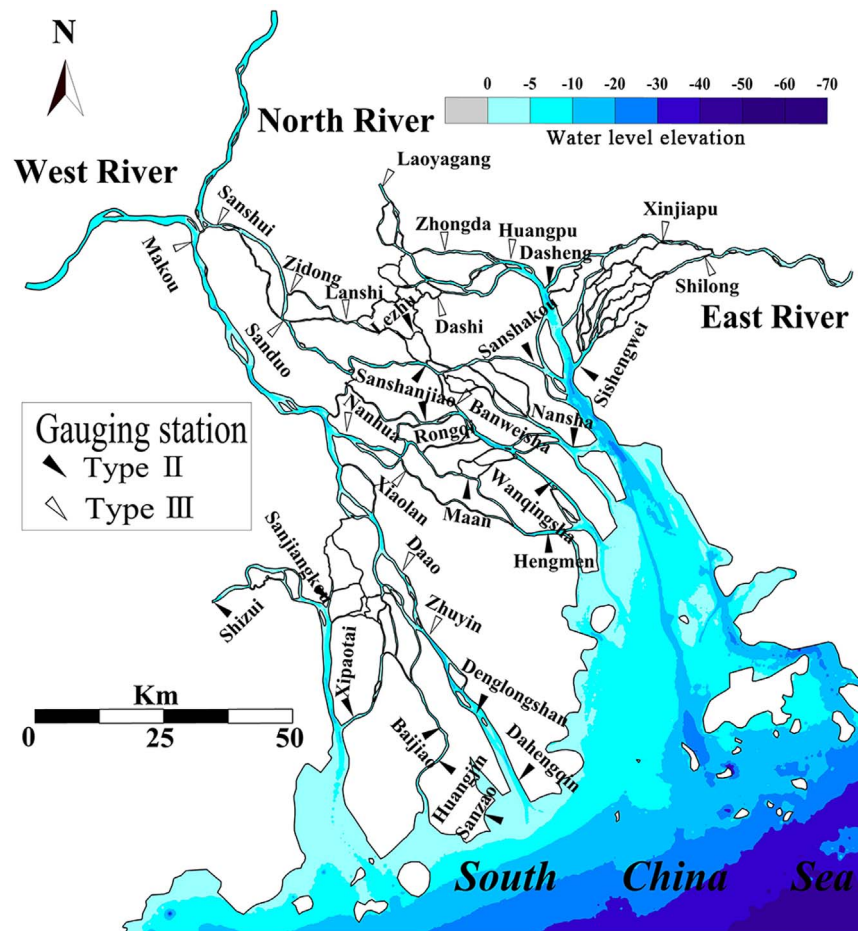 N
0 -5 -10 -20 -30 -40 -50 -60 -70
Water level elevation
North River
West River
Laoyagang
Sanshui
Zhongda
Huangpu
Xinjiapu
Dasheng
Makou
Zidong
Lanshi
Lezhu
Dashi
Shilong
East River
Sanduo
Sanshakou
Sishengwei
Sanshanjiao
Banweisha
Nansha
Nanhua
Rongqi
Gauging station
Type II
Type III
Xiaolan
Maan
Wanqingsha
Hengmen
Sanjiangkou
Daao
Shizui
Zhuyin
Xipaotai
Denglongshan
Km
0 25 50
Baijiao
Dahengqin
Huangjin
Sanzao
South China Sea